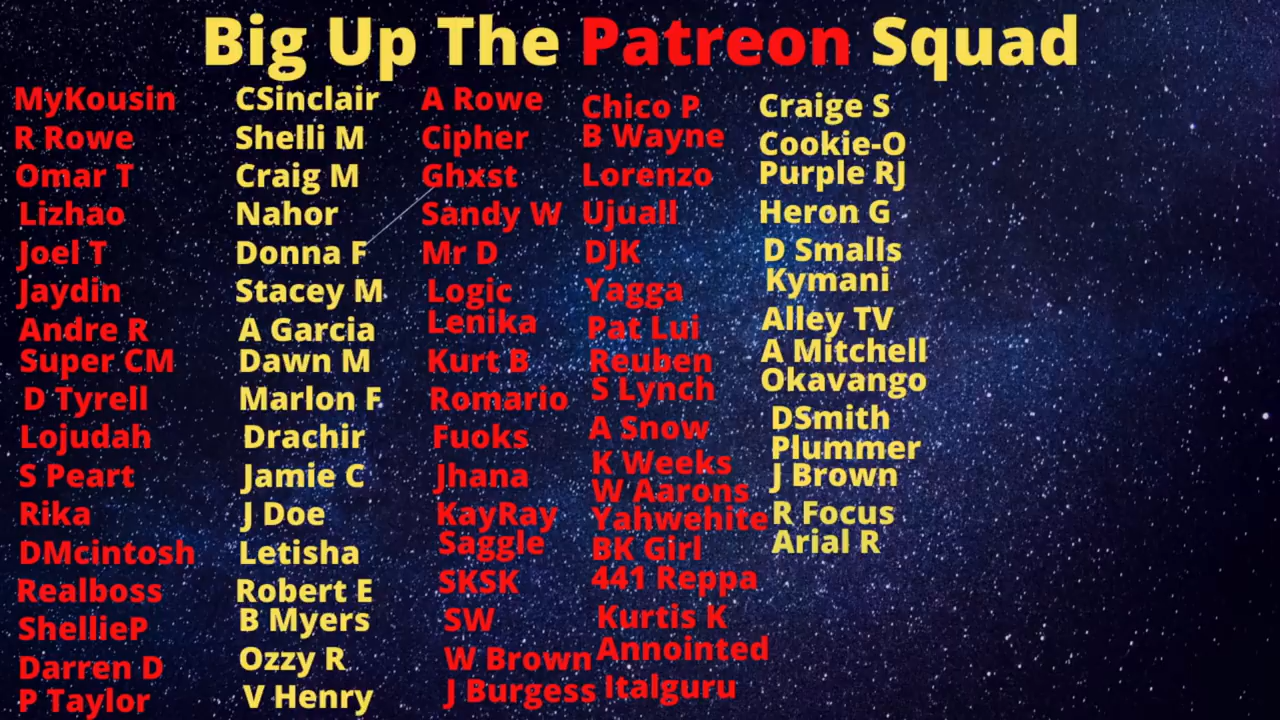 Big Up The Patreon Squad
MyKousin
R Rowe
Omar T
Lizhao
Joel T
Jaydin
Andre R
Super CM
D Tyrell
Lojudah
S Peart
Rika
DMcintosh
Realboss
ShellieP
Darren D
P Taylor
CSinclair
Shelli M
Craig M
Nahor
Donna F
Stacey M
A Garcia
Dawn M
Marlon F
Drachir
Jamie C
J Doe
Letisha
Robert E
B Myers
Ozzy R
V Henry
A Rowe
Cipher
Ghxst
Sandy W
Mr D
Logic
Lenika
Kurt B
Romario
Fuoks
Jhana
KayRay
Saggle
SKSK
SW
W Brown
J Burgess
Chico P
B Wayne
Lorenzo
Ujuall
DJK
Yagga
Pat Lui
Reuben
S Lynch
A Snow
K Weeks
W Aarons
Yahwehite
BK Girl
441 Reppa
Kurtis K
Annointed
Italguru
Craige S
Cookie-O
Purple RJ
Heron G
D Smalls
Kymani
Alley TV
A Mitchell
Okavango
DSmith
Plummer
J Brown
R Focus
Arial R